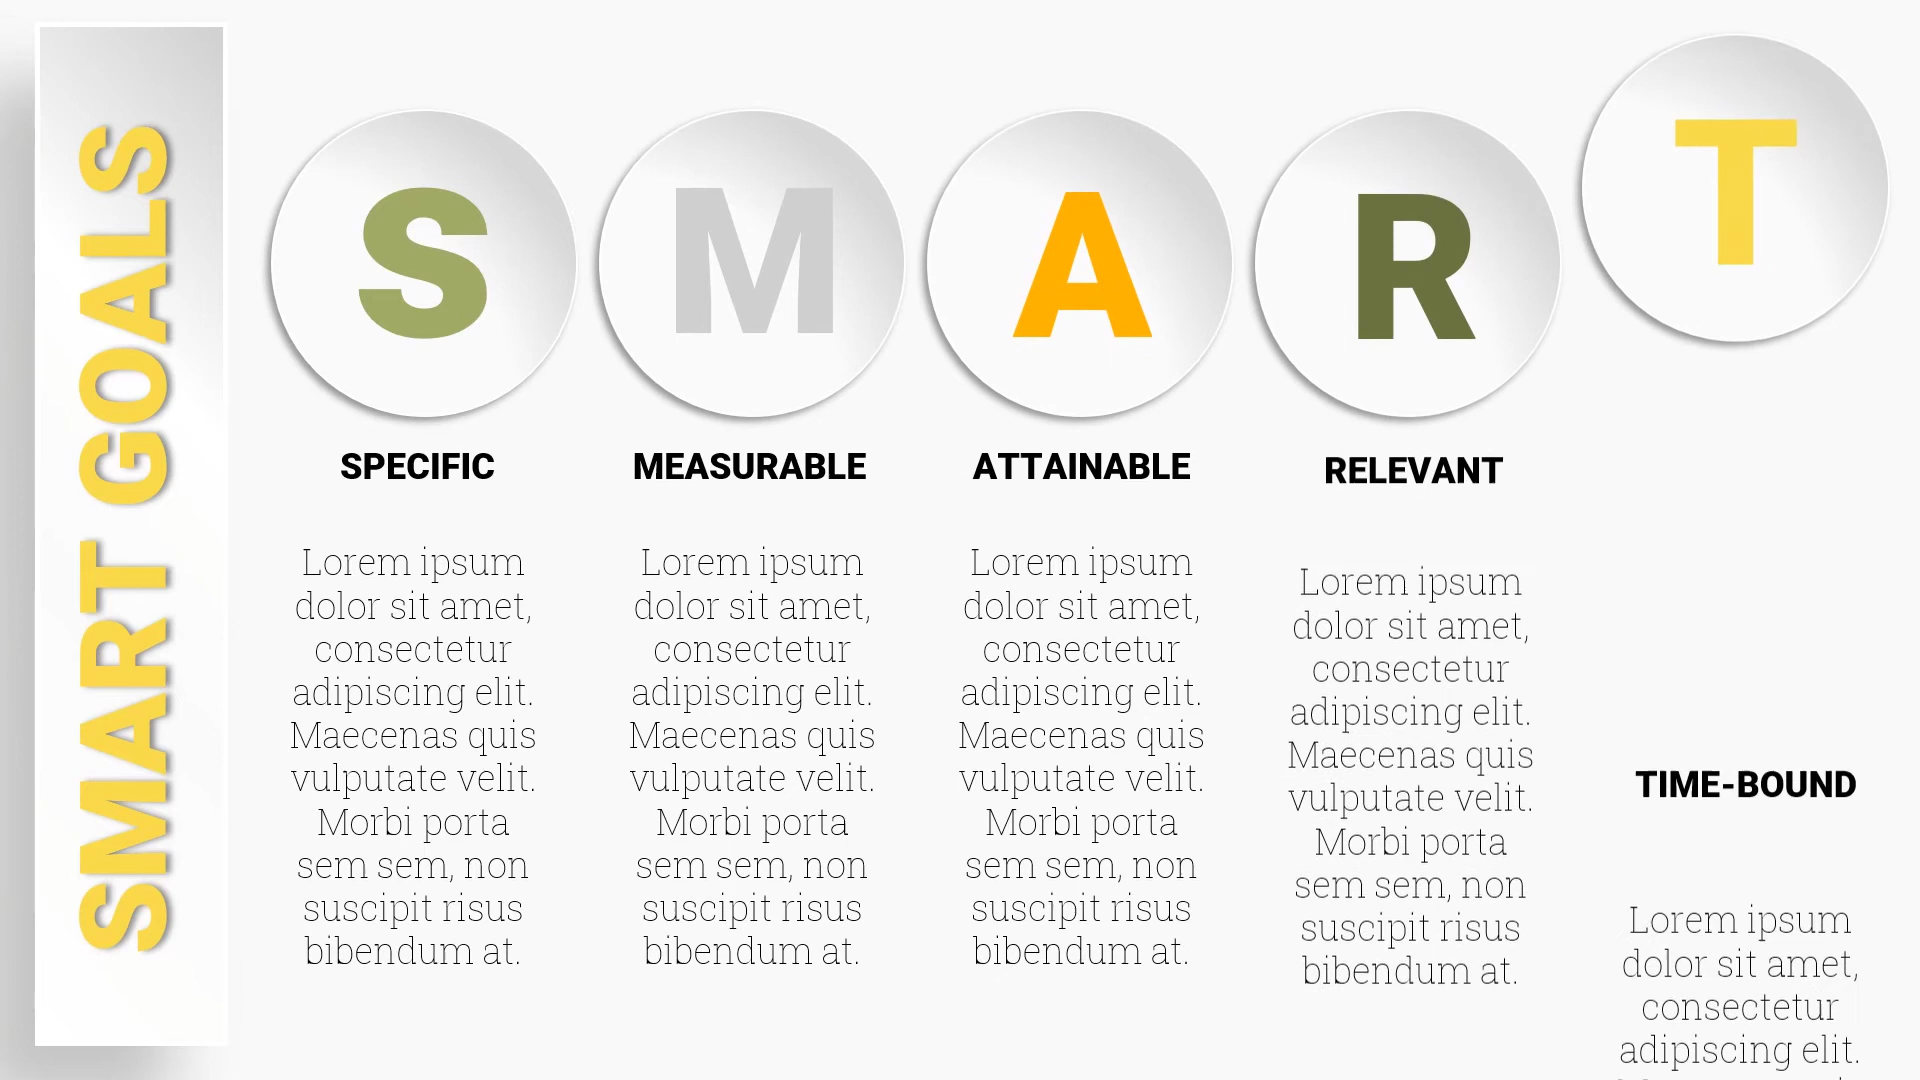 SMART GOALS
S
M
A
R
T
SPECIFIC
Lorem ipsum
dolor sit amet,
consectetur
adipiscing elit.
Maecenas quis
vulputate velit.
Morbi porta
sem sem, non
suscipit risus
bibendum at.
MEASURABLE
Lorem ipsum
dolor sit amet,
consectetur
adipiscing elit.
Maecenas quis
vulputate velit.
Morbi porta
sem sem, non
suscipit risus
bibendum at.
ATTAINABLE
Lorem ipsum
dolor sit amet,
consectetur
adipiscing elit.
Maecenas quis
vulputate velit.
Morbi porta
sem sem, non
suscipit risus
bibendum at.
RELEVANT
Lorem ipsum
dolor sit amet,
consectetur
adipiscing elit.
Maecenas quis
vulputate velit.
Morbi porta
sem sem, non
suscipit risus
bibendum at.
TIME-BOUND
Lorem ipsum
dolor sit amet,
consectetur
adipiscing elit.